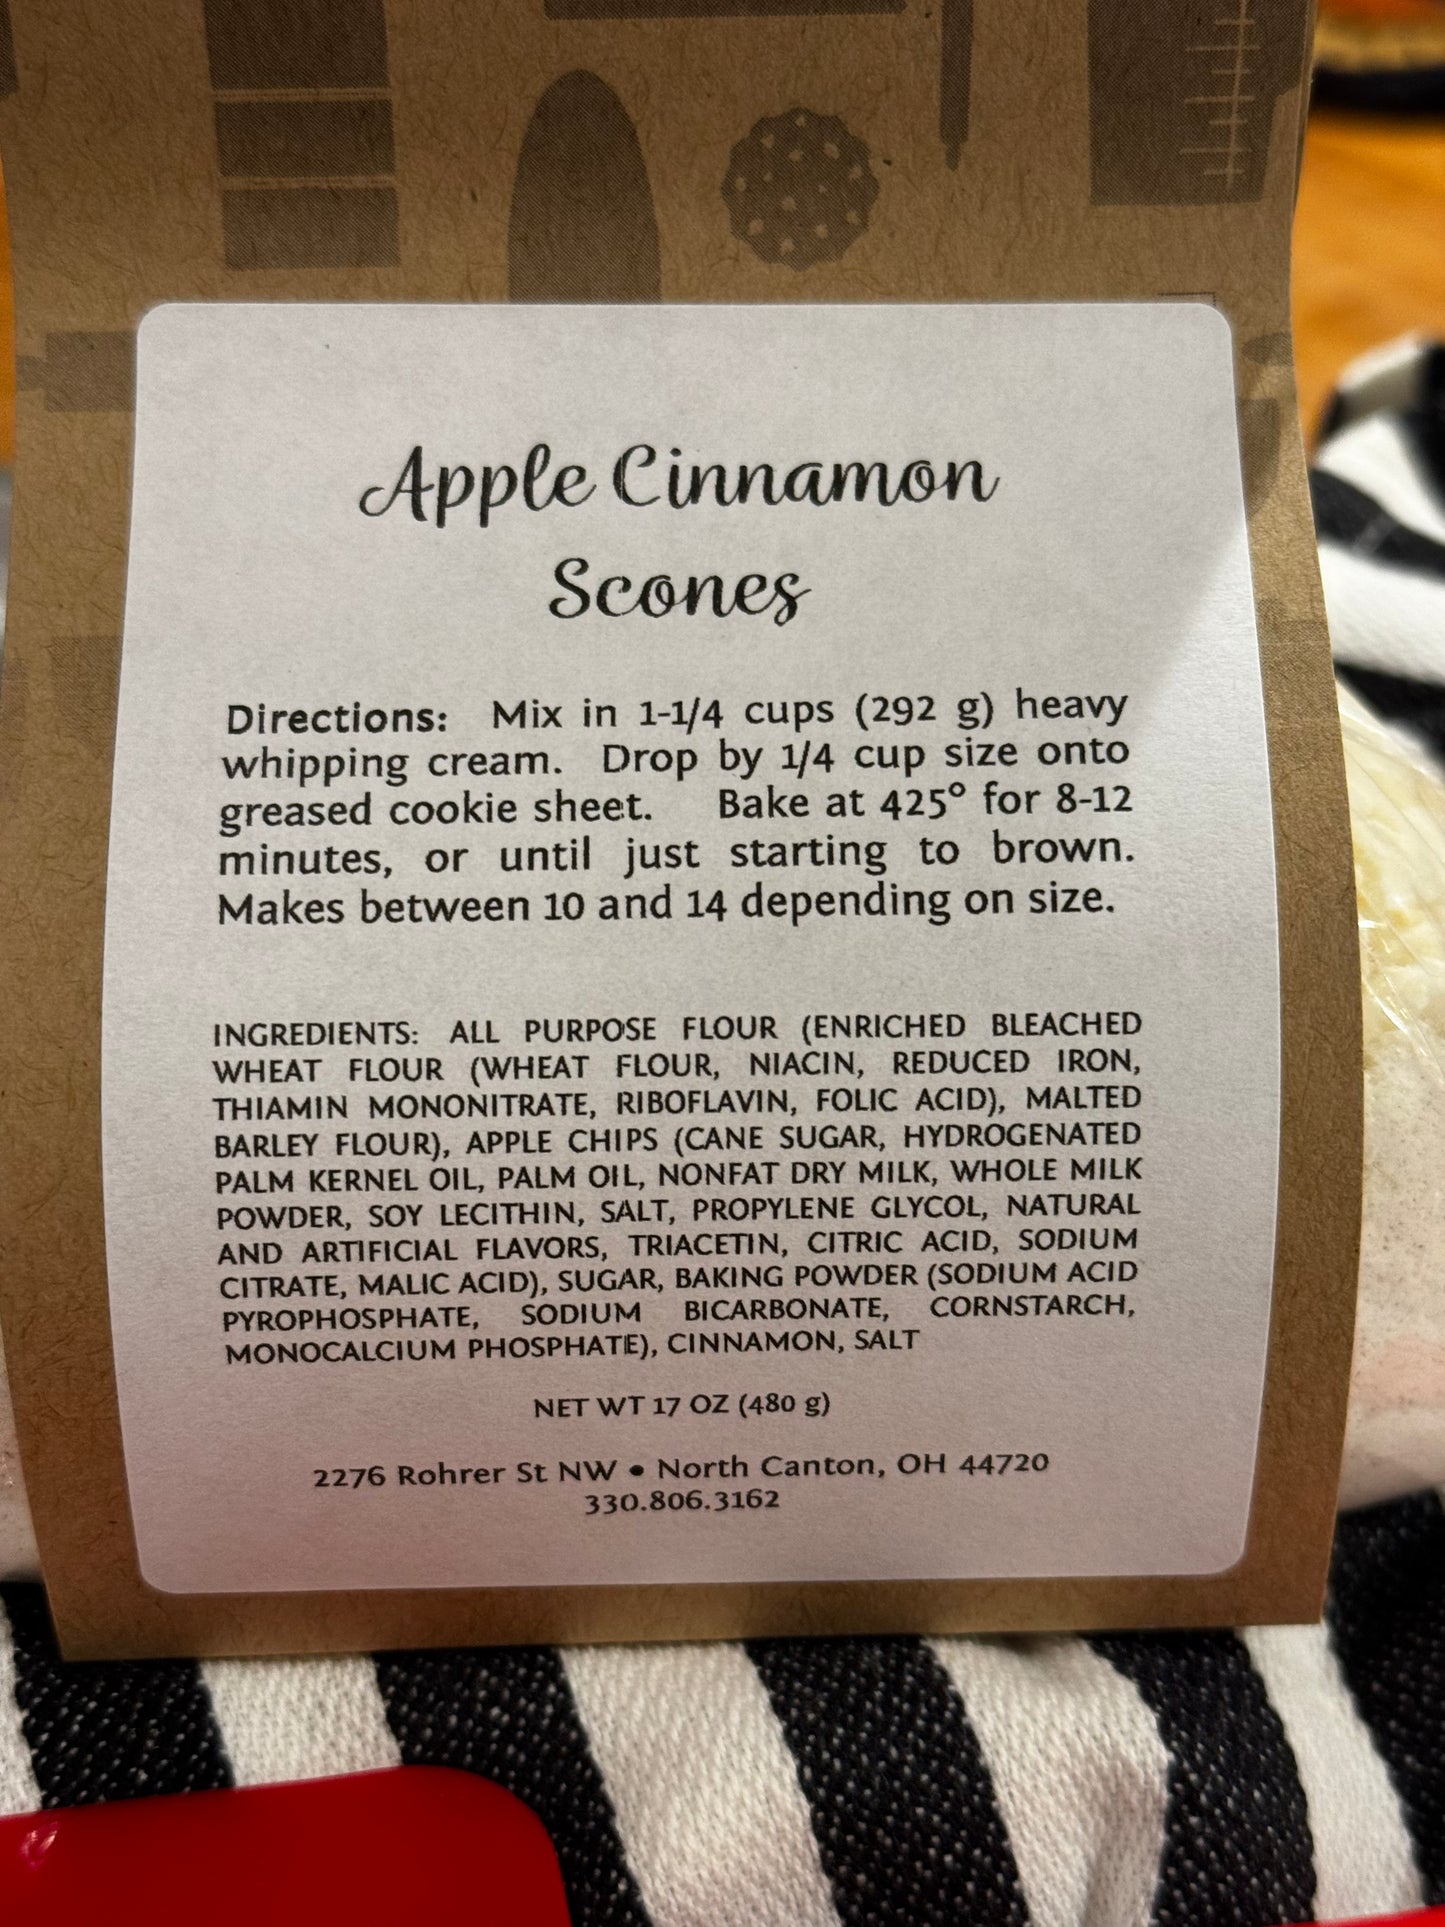 Apple Cinnamon
Scones
Directions: Mix in 1-1/4 cups (292 g) heavy
whipping cream. Drop by 1/4 cup size onto
greased cookie sheet. Bake at 425° for 8-12
minutes, or until just starting to brown.
Makes between 10 and 14 depending on size.
INGREDIENTS: ALL PURPOSE FLOUR (ENRICHED BLEACHED
WHEAT FLOUR (WHEAT FLOUR, NIACIN, REDUCED IRON,
THIAMIN MONONITRATE, RIBOFLAVIN, FOLIC ACID), MALTED
BARLEY FLOUR), APPLE CHIPS (CANE SUGAR, HYDROGENATED
PALM KERNEL OIL, PALM OIL, NONFAT DRY MILK, WHOLE MILK
POWDER, SOY LECITHIN, SALT, PROPYLENE GLYCOL, NATURAL
AND ARTIFICIAL FLAVORS, TRIACETIN, CITRIC ACID, SODIUM
CITRATE, MALIC ACID), SUGAR, BAKING POWDER (SODIUM ACID
PYROPHOSPHATE, SODIUM BICARBONATE, CORNSTARCH,
MONOCALCIUM PHOSPHATE), CINNAMON, SALT
NET WT 17 OZ (480 g)
2276 Rohrer St NW • North Canton, OH 44720
330.806.3162